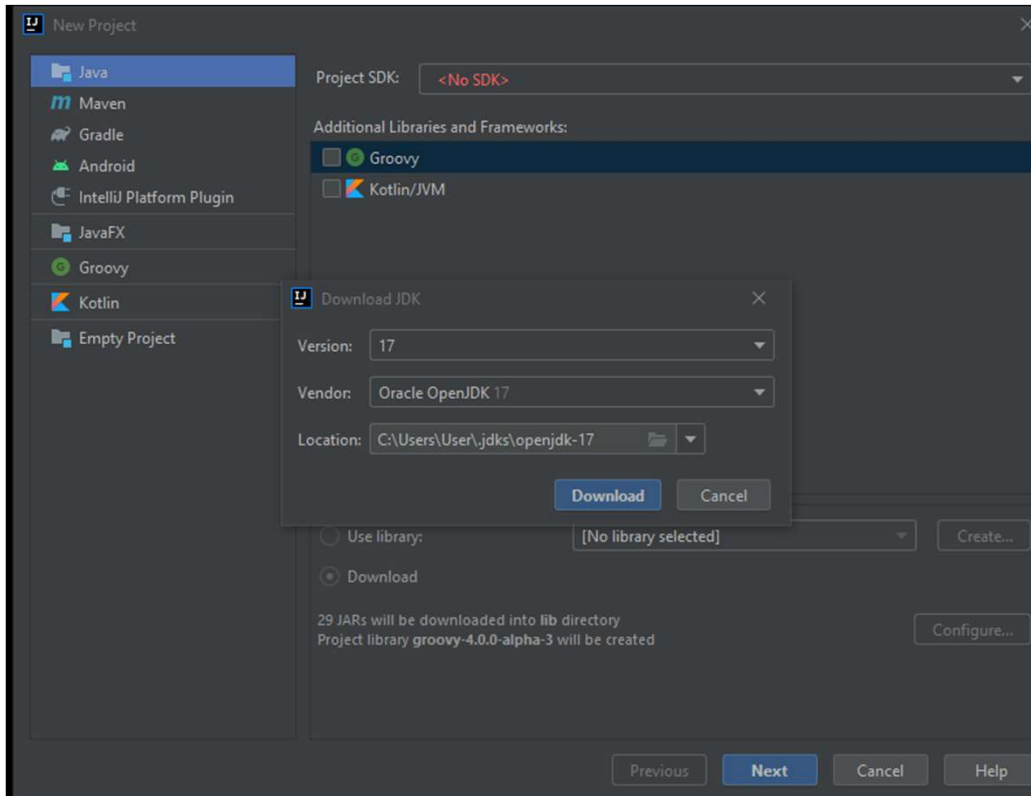 New Project
Java
Maven
Gradle
Android
IntelliJ Platform Plugin
JavaFX
Groovy
Kotlin
Empty Project
Project SDK: <No SDK>
Additional Libraries and Frameworks:
Groovy
Kotlin/JVM
Download JDK
Version: 17
Vendor: Oracle OpenJDK 17
Location: C:\Users\User\.jdks\openjdk-17
Download Cancel
Use library: [No library selected] Create...
Download
29 JARs will be downloaded into lib directory
Project library groovy-4.0.0-alpha-3 will be created
Configure...
Previous Next Cancel Help